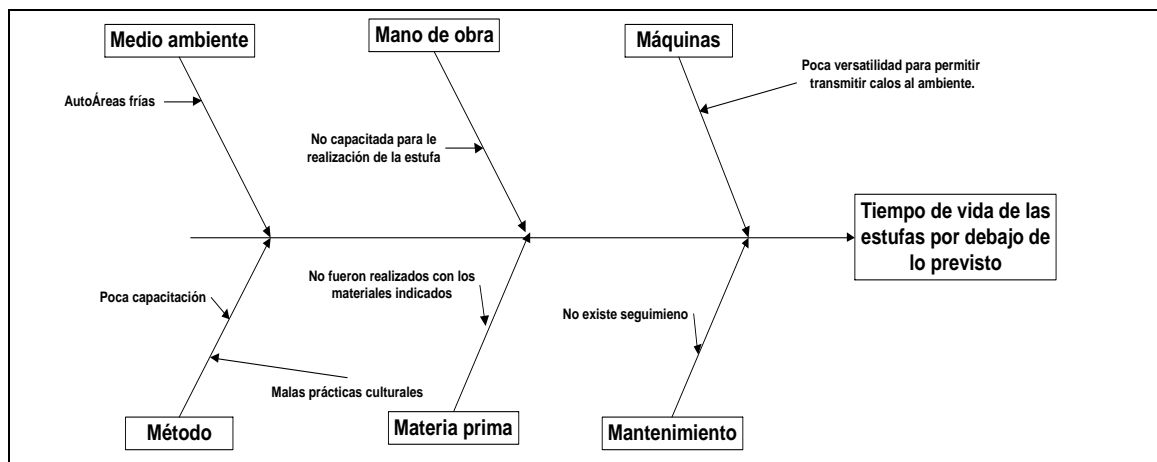 Medio ambiente
Mano de obra
Máquinas
AutoÁreas frías
No capacitada para le
realización de la estufa
Poca versatilidad para permitir
transmitir calos al ambiente.
Tiempo de vida de las
estufas por debajo de
lo previsto
Poca capacitación
Malas prácticas culturales
No fueron realizados con los
materiales indicados
No existe seguimieno
Método
Materia prima
Mantenimiento